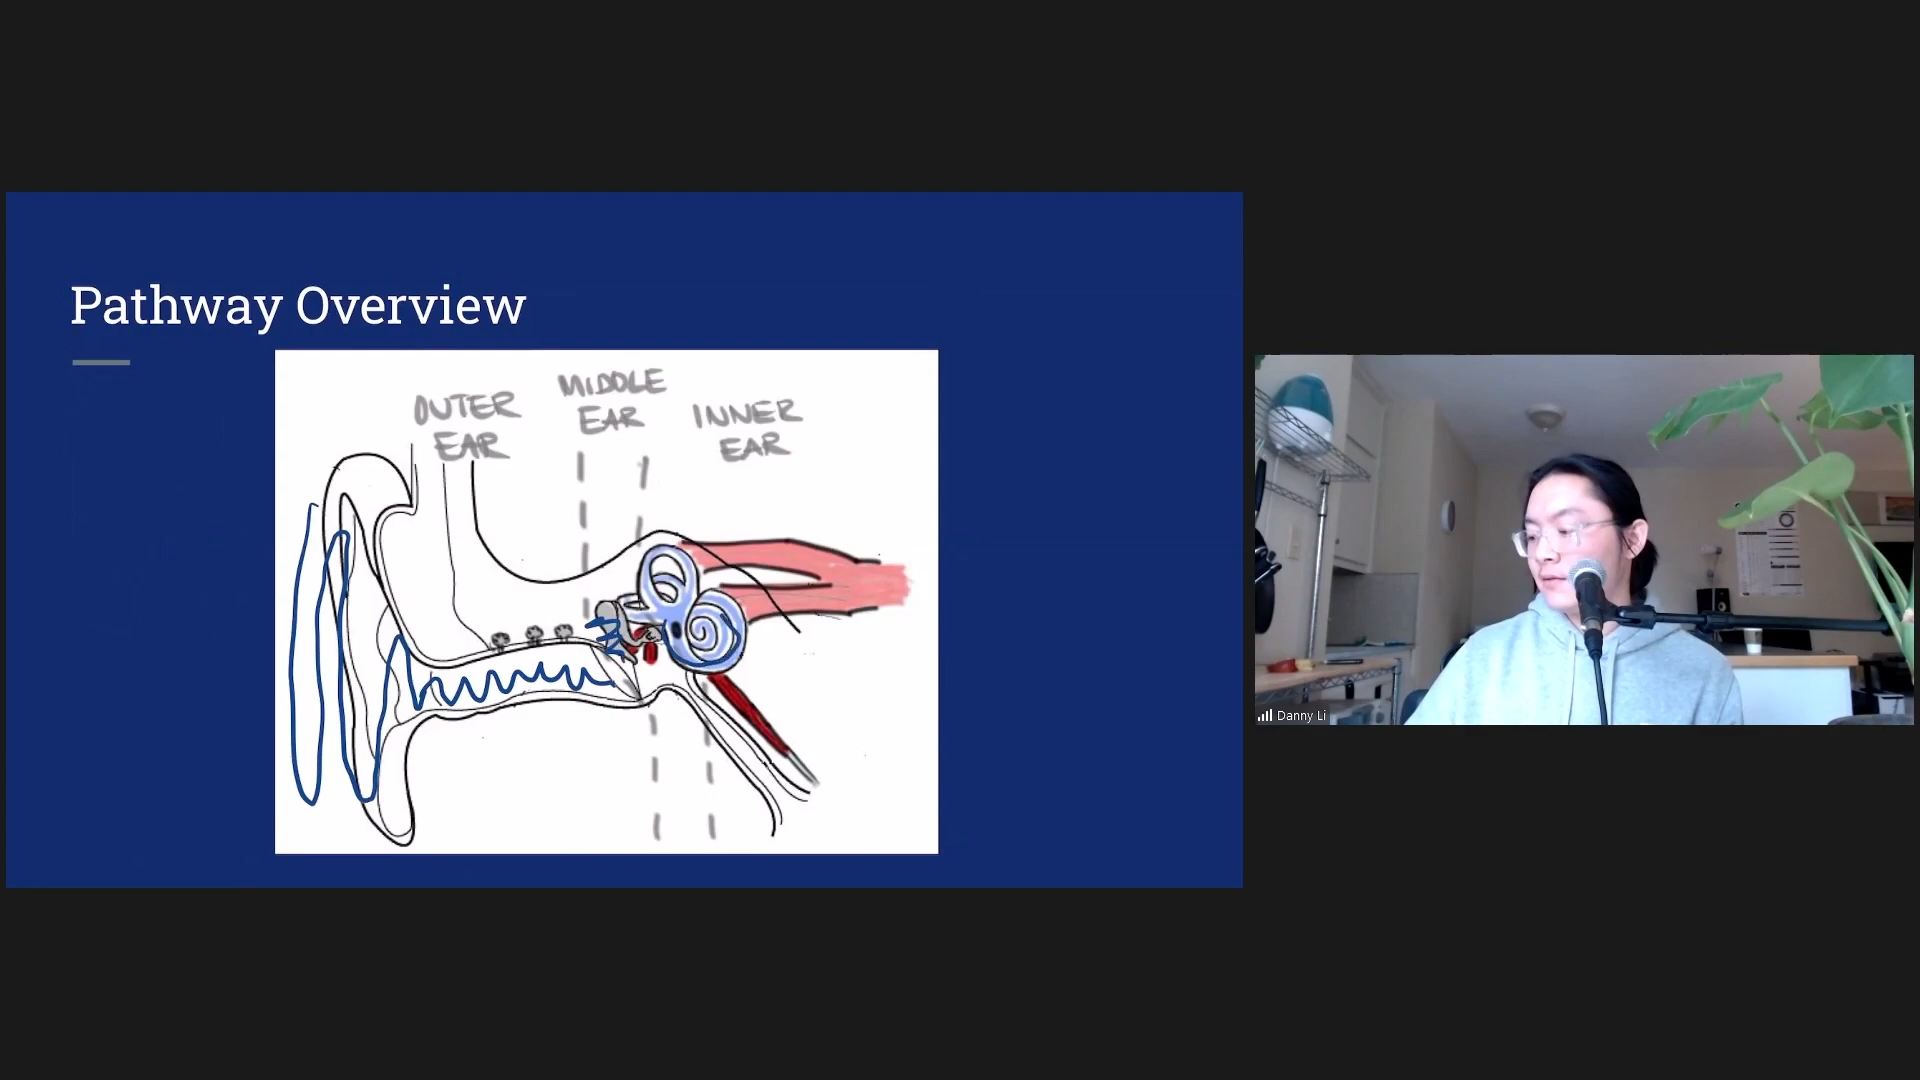 Pathway Overview
OUTER
EAR
MIDDLE
EAR
INNER
EAR
Danny Li